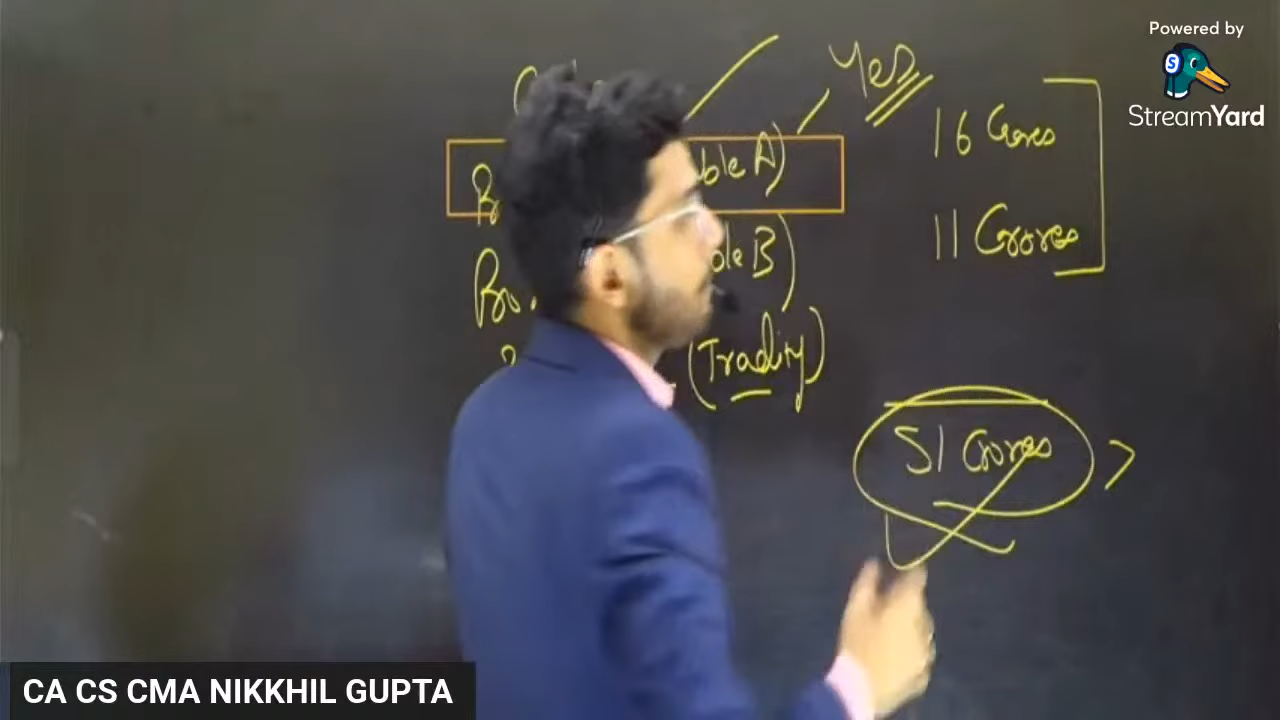 Powered by
StreamYard
Yes
16 Crores
ble A)
11 Crores
ble B)
(Trading)
51 Crores >
CA CS CMA NIKKHIL GUPTA